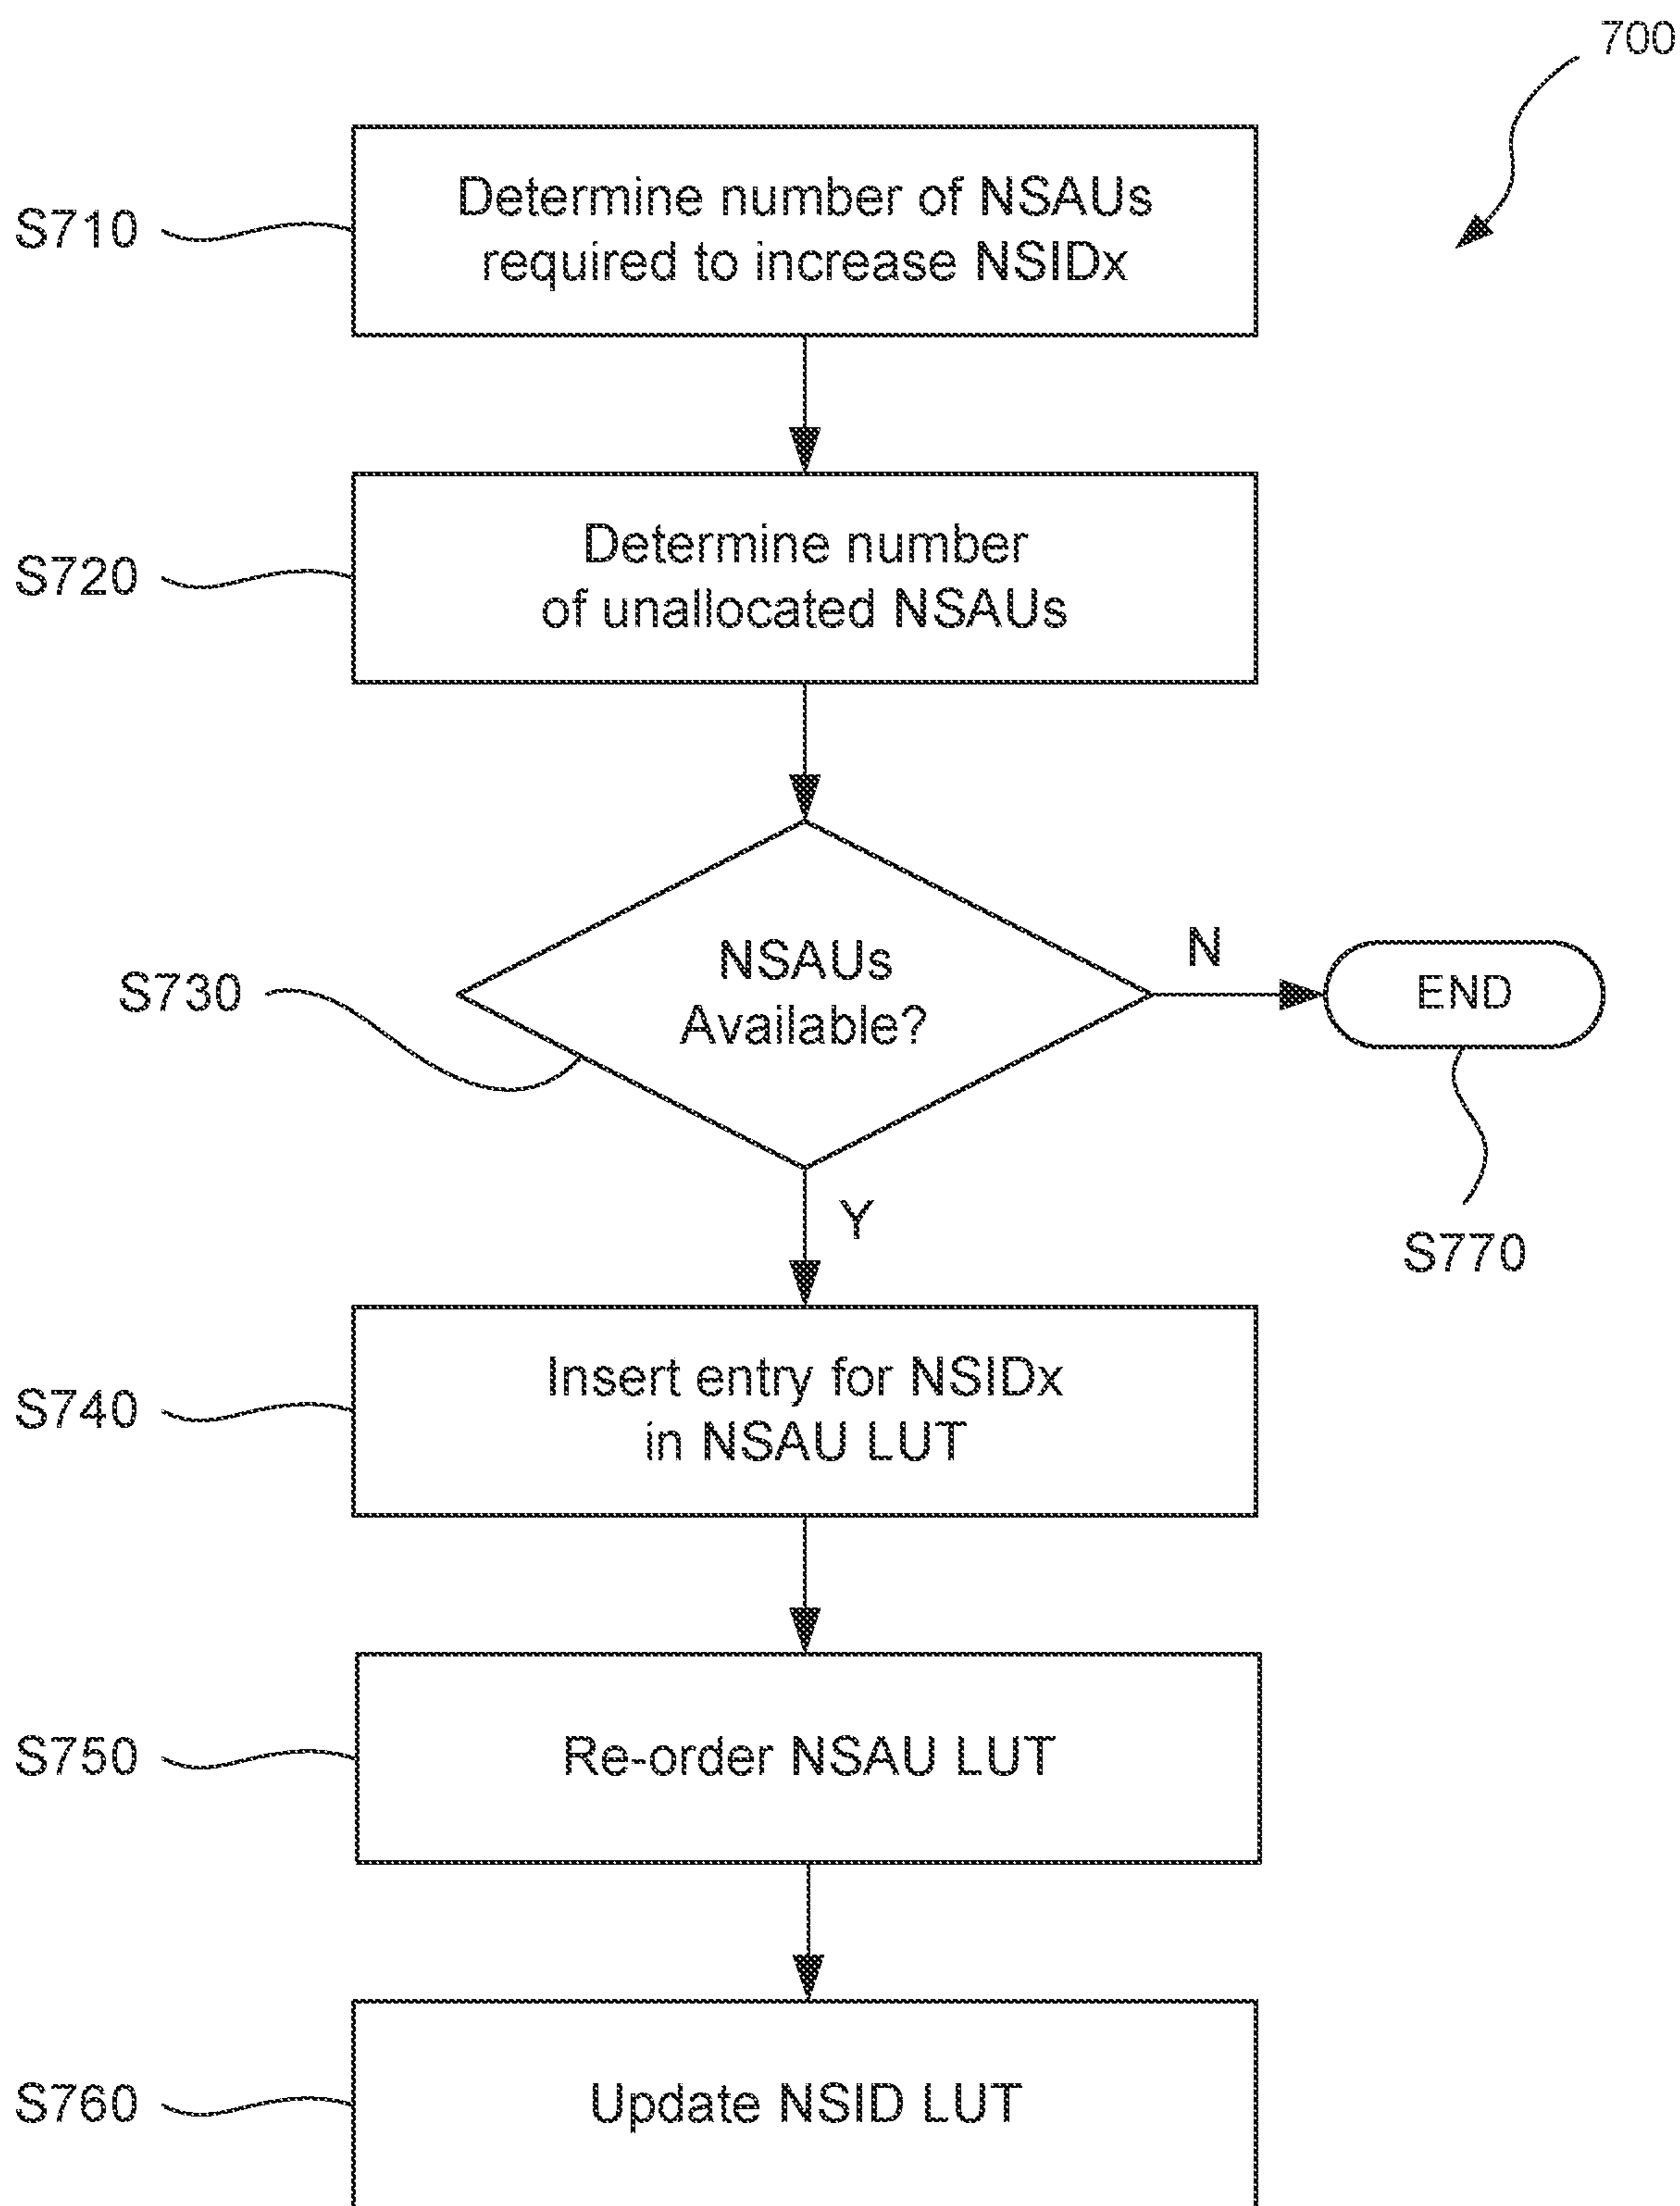 700
S710
Determine number of NSAUs
required to increase NSIDx
S720
Determine number
of unallocated NSAUs
S730
NSAUs
Available?
N
END
S770
Y
S740
Insert entry for NSIDx
in NSAU LUT
S750
Re-order NSAU LUT
S760
Update NSID LUT